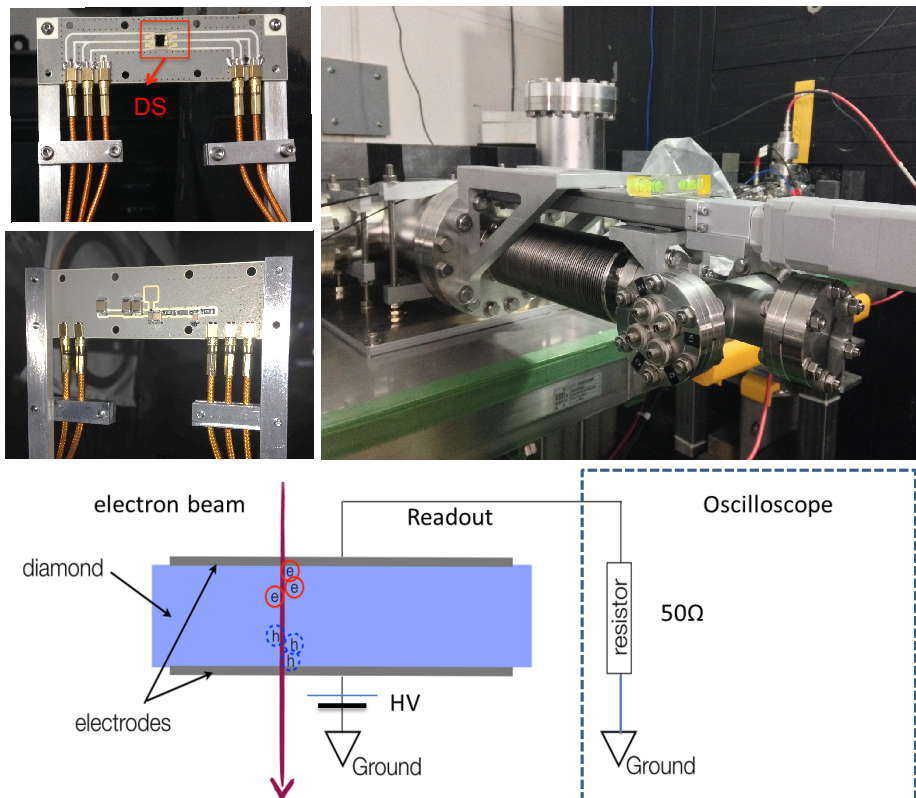 DS
electron beam
Readout
Oscilloscope
diamond
e
e
e
h
h
h
resistor
50Ω
electrodes
HV
Ground
Ground